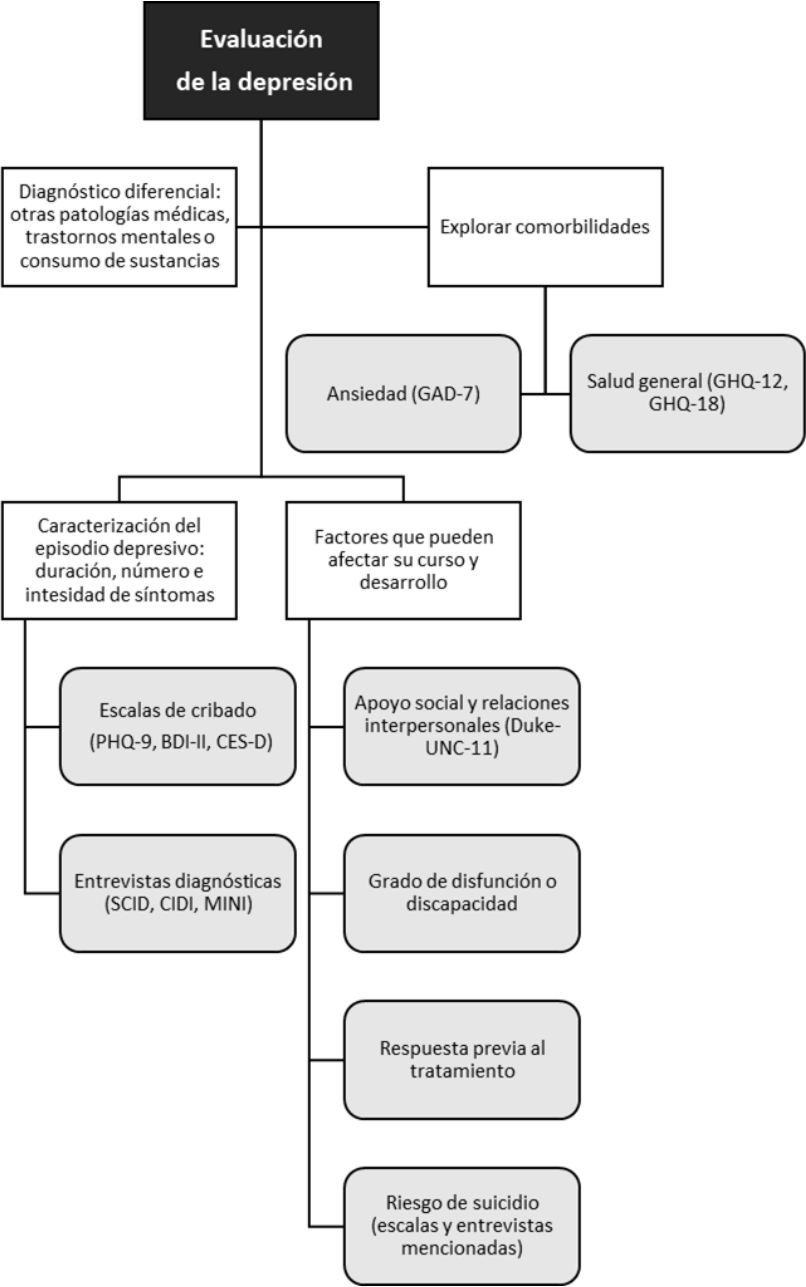 Evaluación
de la depresión
Diagnóstico diferencial:
otras patologías médicas,
trastornos mentales o
consumo de sustancias
Explorar comorbilidades
Ansiedad (GAD-7)
Salud general (GHQ-12,
GHQ-18)
Caracterización del
episodio depresivo:
duración, número e
intesidad de síntomas
Factores que pueden
afectar su curso y
desarrollo
Escalas de cribado
(PHQ-9, BDI-II, CES-D)
Apoyo social y relaciones
interpersonales (Duke-
UNC-11)
Entrevistas diagnósticas
(SCID, CIDI, MINI)
Grado de disfunción o
discapacidad
Respuesta previa al
tratamiento
Riesgo de suicidio
(escalas y entrevistas
mencionadas)